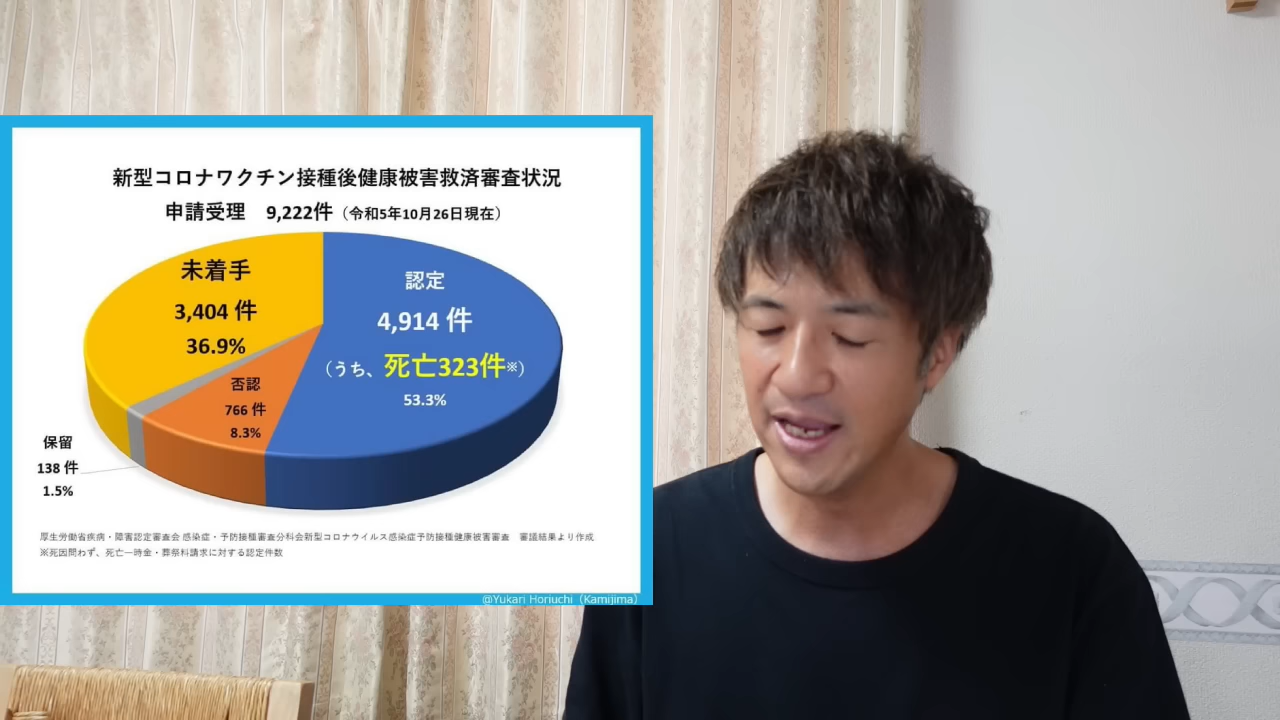 新型コロナワクチン接種後健康被害救済審査状況
申請受理 9,222件（令和5年10月26日現在）
未着手
3,404 件
36.9%
認定
4,914 件
（うち、死亡323件※）
53.3%
否認
766 件
8.3%
保留
138 件
1.5%
厚生労働省疾病・障害認定審査会 感染症・予防接種審査分科会新型コロナウイルス感染症予防接種健康被害審査 審議結果より作成
※死因問わず、死亡一時金・葬祭料請求に対する認定件数
@Yukari Horiuchi（Kamijima）